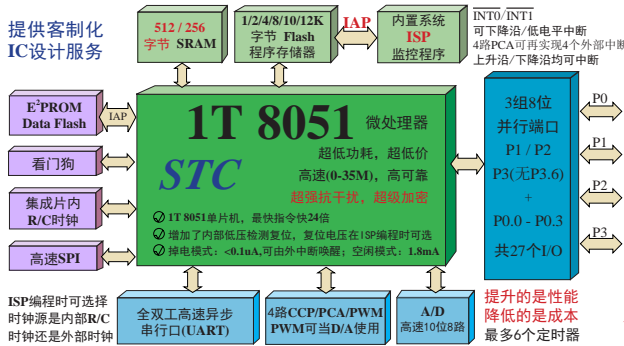 提供客制化
IC设计服务
512 / 256
字节 SRAM
1/2/4/8/10/12K
字节 Flash
程序存储器
IAP
内置系统
ISP
监控程序
INT0/INT1
可下降沿/低电平中断
4路PCA可再实现4个外部中断
上升沿/下降沿均可中断
E²PROM
Data Flash
IAP
看门狗
集成片内
R/C时钟
高速SPI
1T 8051 微处理器
STC
超低功耗，超低价
高速(0-35M)，高可靠
超强抗干扰，超级加密
1T 8051单片机，最快指令快24倍
增加了内部低压检测复位，复位电压在ISP编程时可选
掉电模式：<0.1uA,可由外中断唤醒；空闲模式：1.8mA
3组8位
并行端口
P1 / P2
P3(无P3.6)
+
P0.0 - P0.3
共27个I/O
P0
P1
P2
P3
ISP编程时可选择
时钟源是内部R/C
时钟还是外部时钟
全双工高速异步
串行口(UART)
4路CCP/PCA/PWM
PWM可当D/A使用
A/D
高速10位8路
提升的是性能
降低的是成本
最多6个定时器